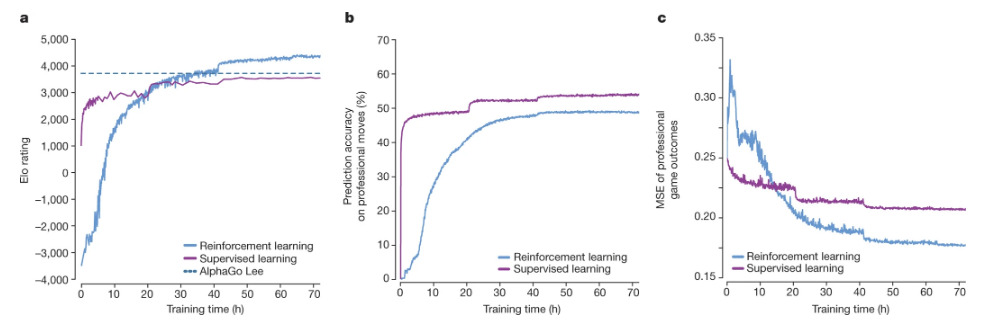 a
5,000
4,000
3,000
2,000
1,000
0
−1,000
−2,000
−3,000
−4,000
Elo rating
Reinforcement learning
Supervised learning
AlphaGo Lee
0 10 20 30 40 50 60 70
Training time (h)
b
70
60
50
40
30
20
10
0
Prediction accuracy
on professional moves (%)
Reinforcement learning
Supervised learning
0 10 20 30 40 50 60 70
Training time (h)
c
0.35
0.30
0.25
0.20
0.15
MSE of professional
game outcomes
Reinforcement learning
Supervised learning
0 10 20 30 40 50 60 70
Training time (h)